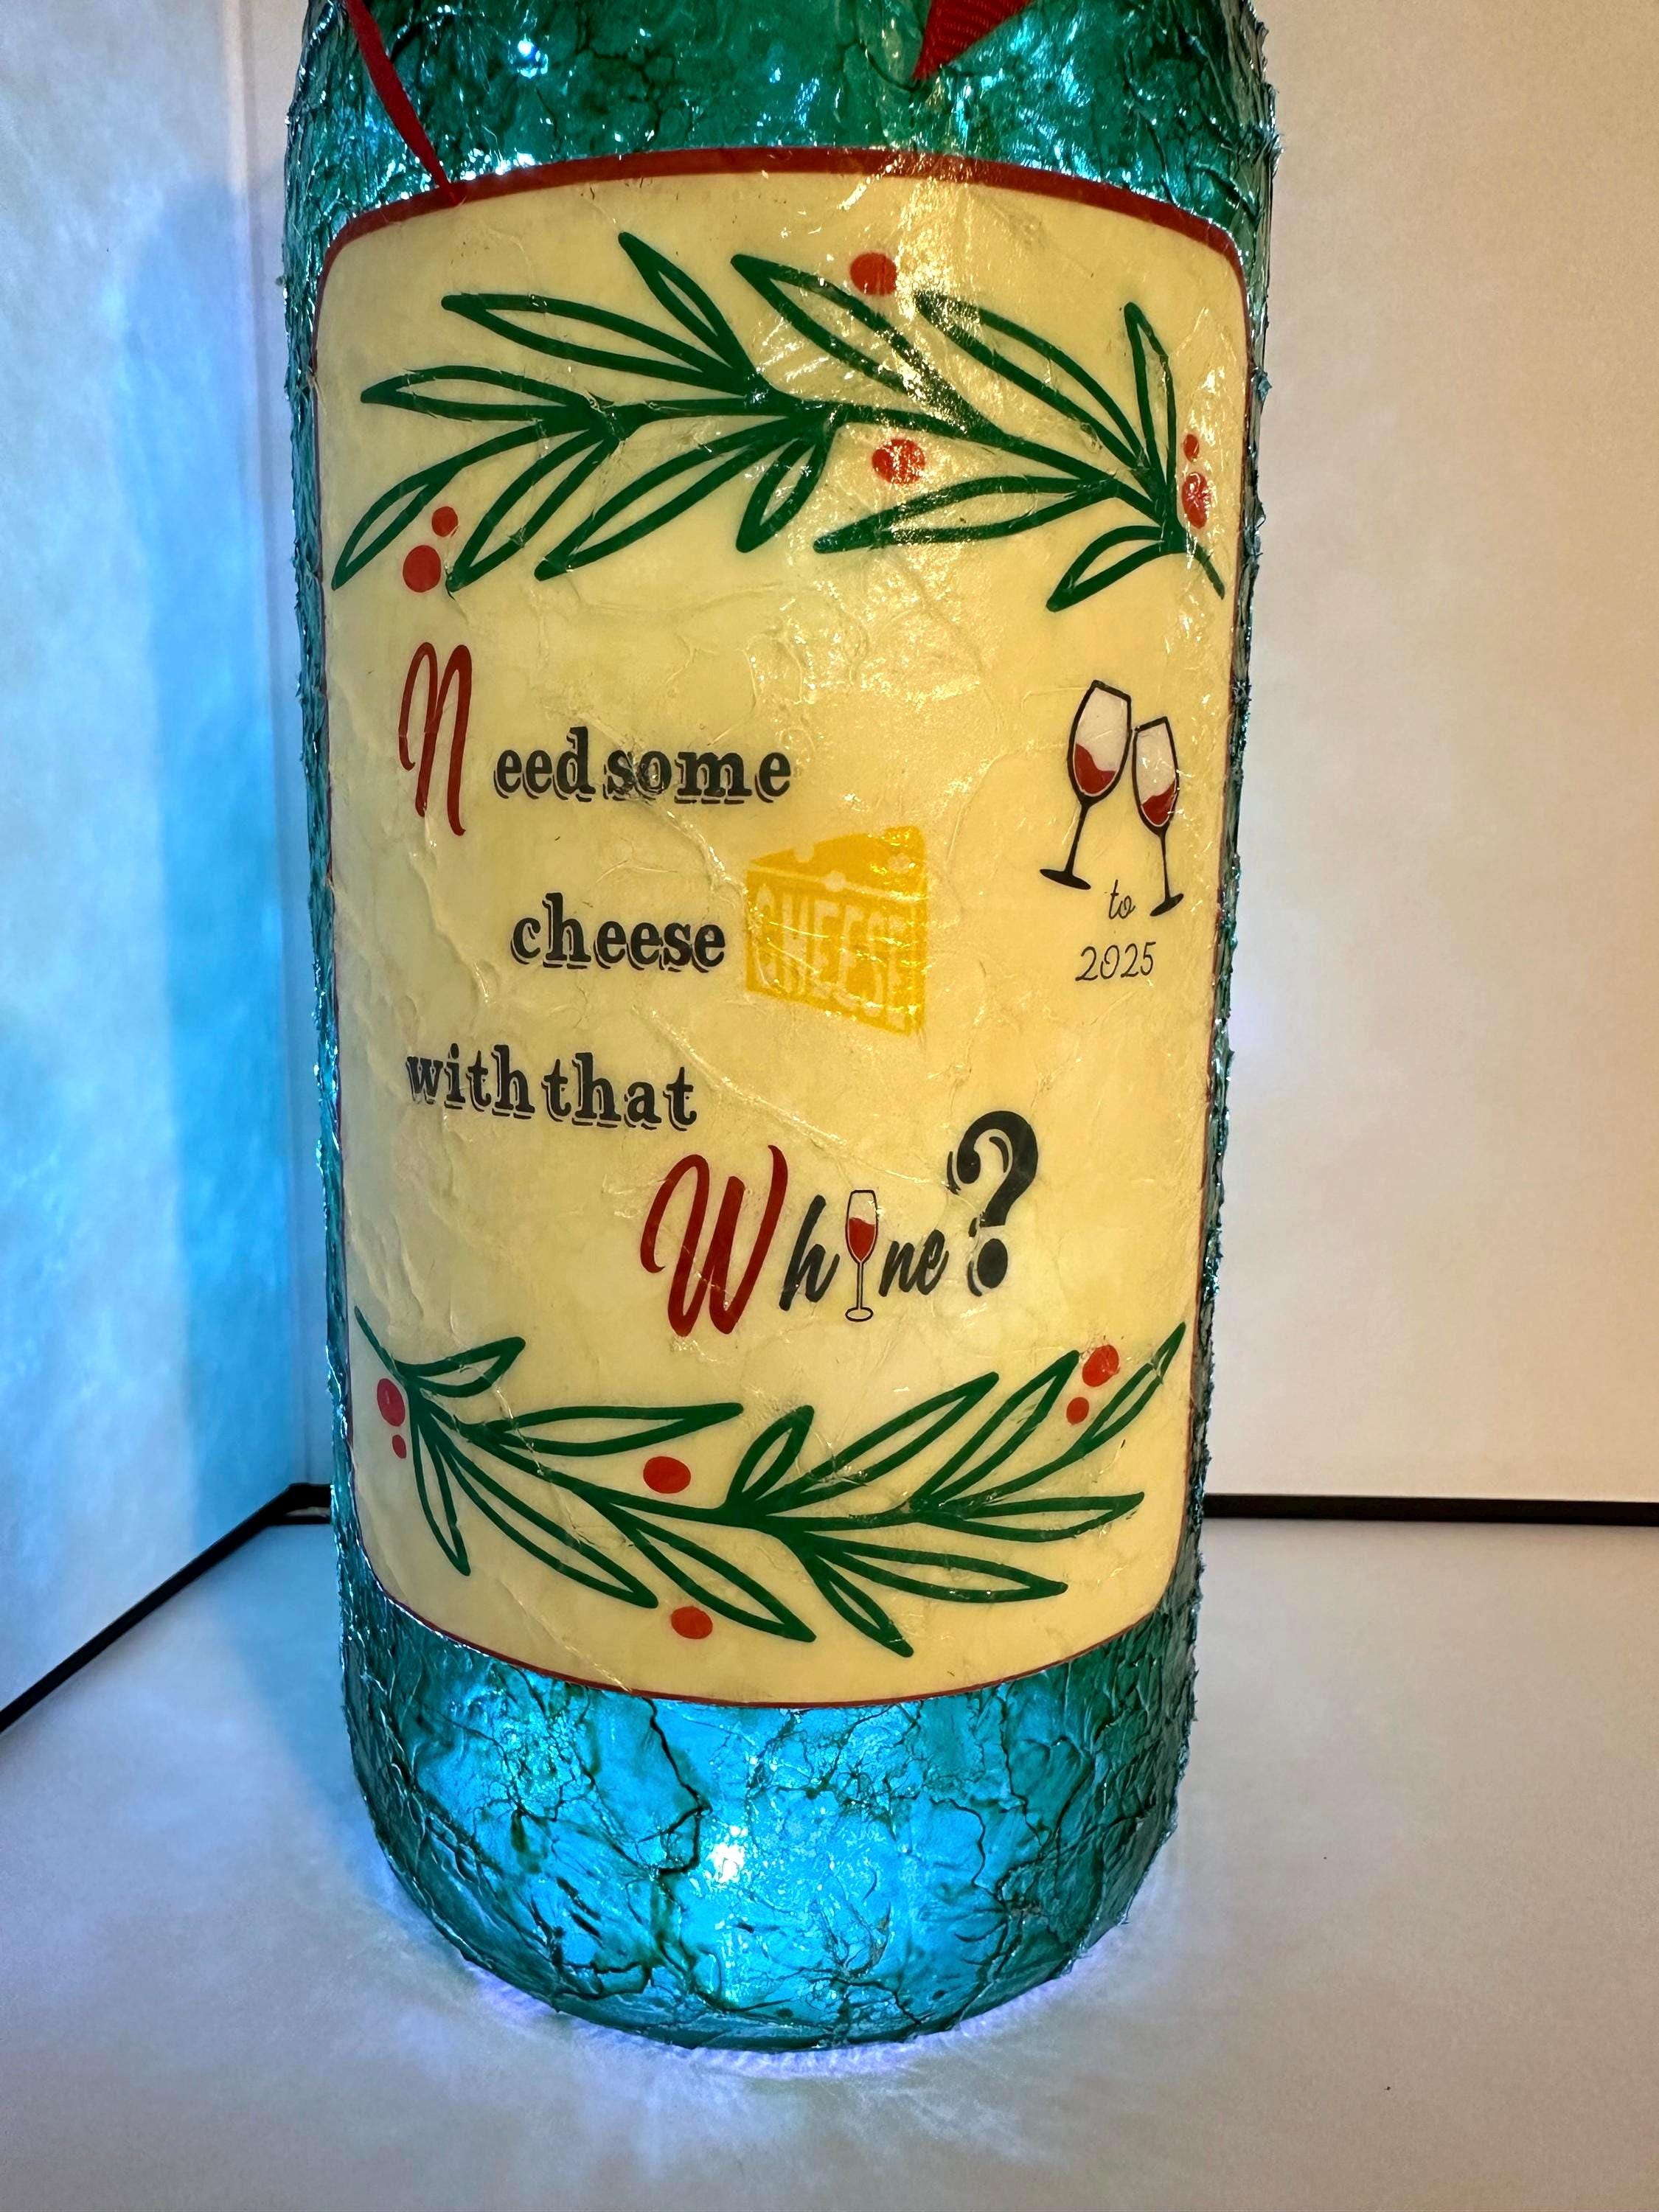 Need some
cheese
CHEESE
with that
Whine?
to
2025